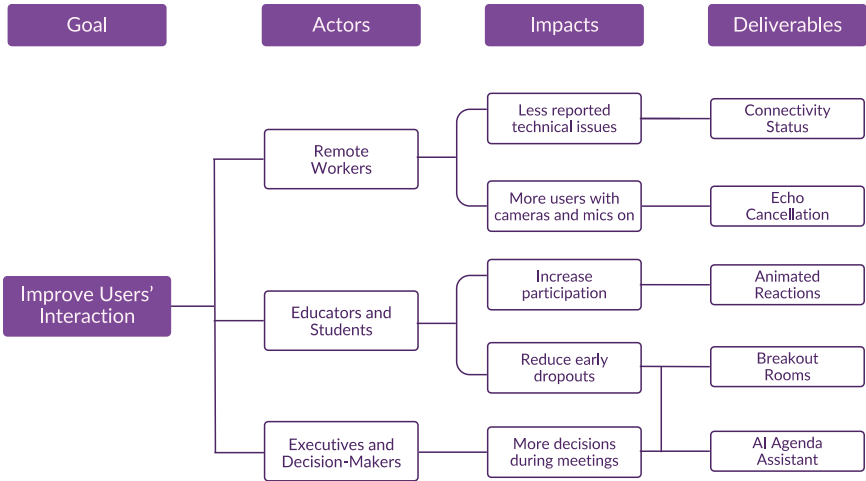 Goal
Actors
Impacts
Deliverables
Improve Users'
Interaction
Remote
Workers
Less reported
technical issues
Connectivity
Status
More users with
cameras and mics on
Echo
Cancellation
Educators and
Students
Increase
participation
Animated
Reactions
Reduce early
dropouts
Breakout
Rooms
Executives and
Decision-Makers
More decisions
during meetings
AI Agenda
Assistant